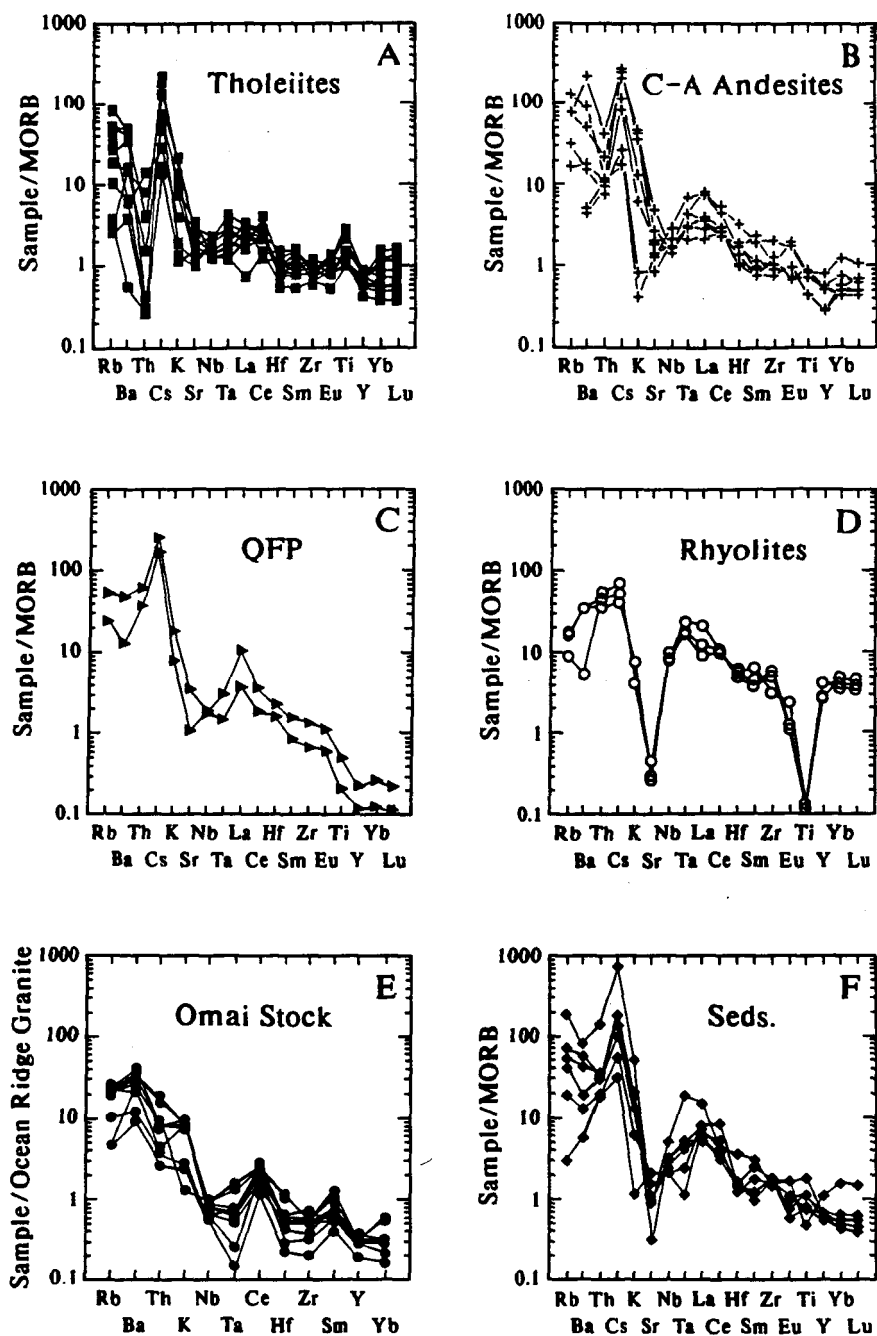 A
Tholeiites
Sample/MORB
1000
100
10
1
0.1
Rb Th K Nb La Hf Zr Ti Yb
Ba Cs Sr Ta Ce Sm Eu Y Lu
B
C-A Andesites
Sample/MORB
1000
100
10
1
0.1
Rb Th K Nb La Hf Zr Ti Yb
Ba Cs Sr Ta Ce Sm Eu Y Lu
C
QFP
Sample/MORB
1000
100
10
1
0.1
Rb Th K Nb La Hf Zr Ti Yb
Ba Cs Sr Ta Ce Sm Eu Y Lu
D
Rhyolites
Sample/MORB
1000
100
10
1
0.1
Rb Th K Nb La Hf Zr Ti Yb
Ba Cs Sr Ta Ce Sm Eu Y Lu
E
Omai Stock
Sample/Ocean Ridge Granite
1000
100
10
1
0.1
Rb Th Nb Ce Zr Y
Ba K Ta Hf Sm Yb
F
Seds.
Sample/MORB
1000
100
10
1
0.1
Rb Th K Nb La Hf Zr Ti Yb
Ba Cs Sr Ta Ce Sm Eu Y Lu